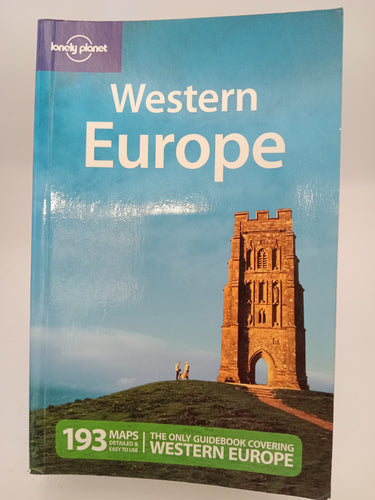 lonely planet
Western
Europe
193 MAPS
DETAILED &
EASY TO USE
THE ONLY GUIDEBOOK COVERING
WESTERN EUROPE